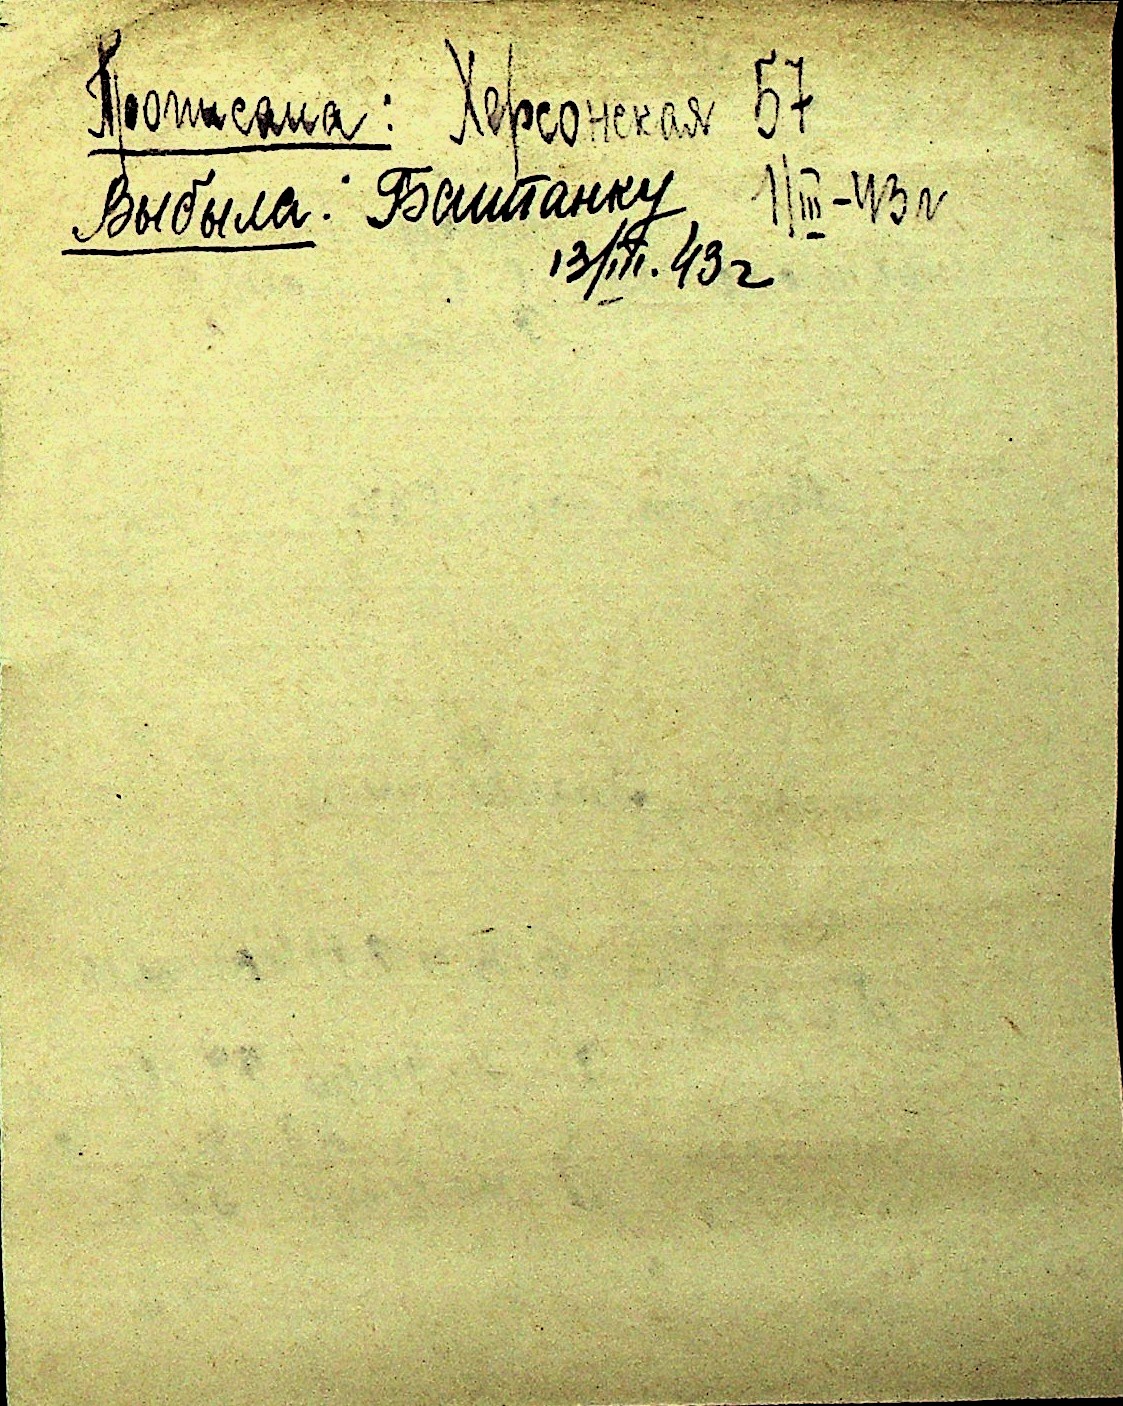 Прописана: Херсонская 57
1/III-43г
Выбыла: Баштанку
13/III.43г